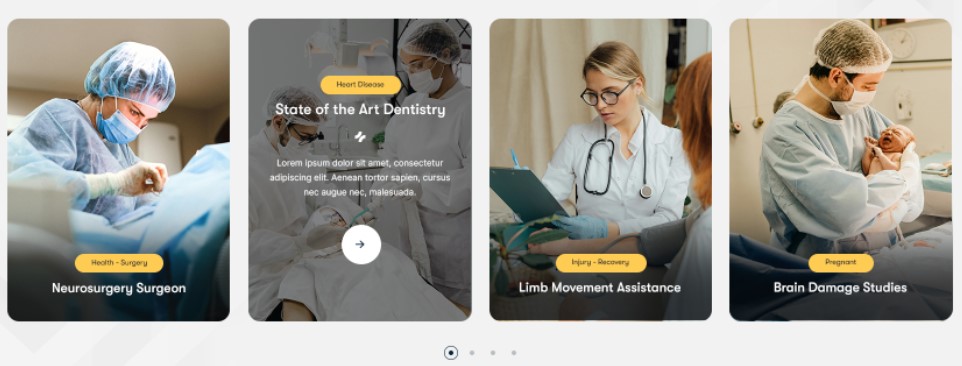 Health - Surgery
Neurosurgery Surgeon
Heart Disease
State of the Art Dentistry
Lorem ipsum dolor sit amet, consectetur
adipiscing elit. Aenean tortor sapien, cursus
nec augue nec, malesuada.
Injury - Recovery
Limb Movement Assistance
Pregnant
Brain Damage Studies